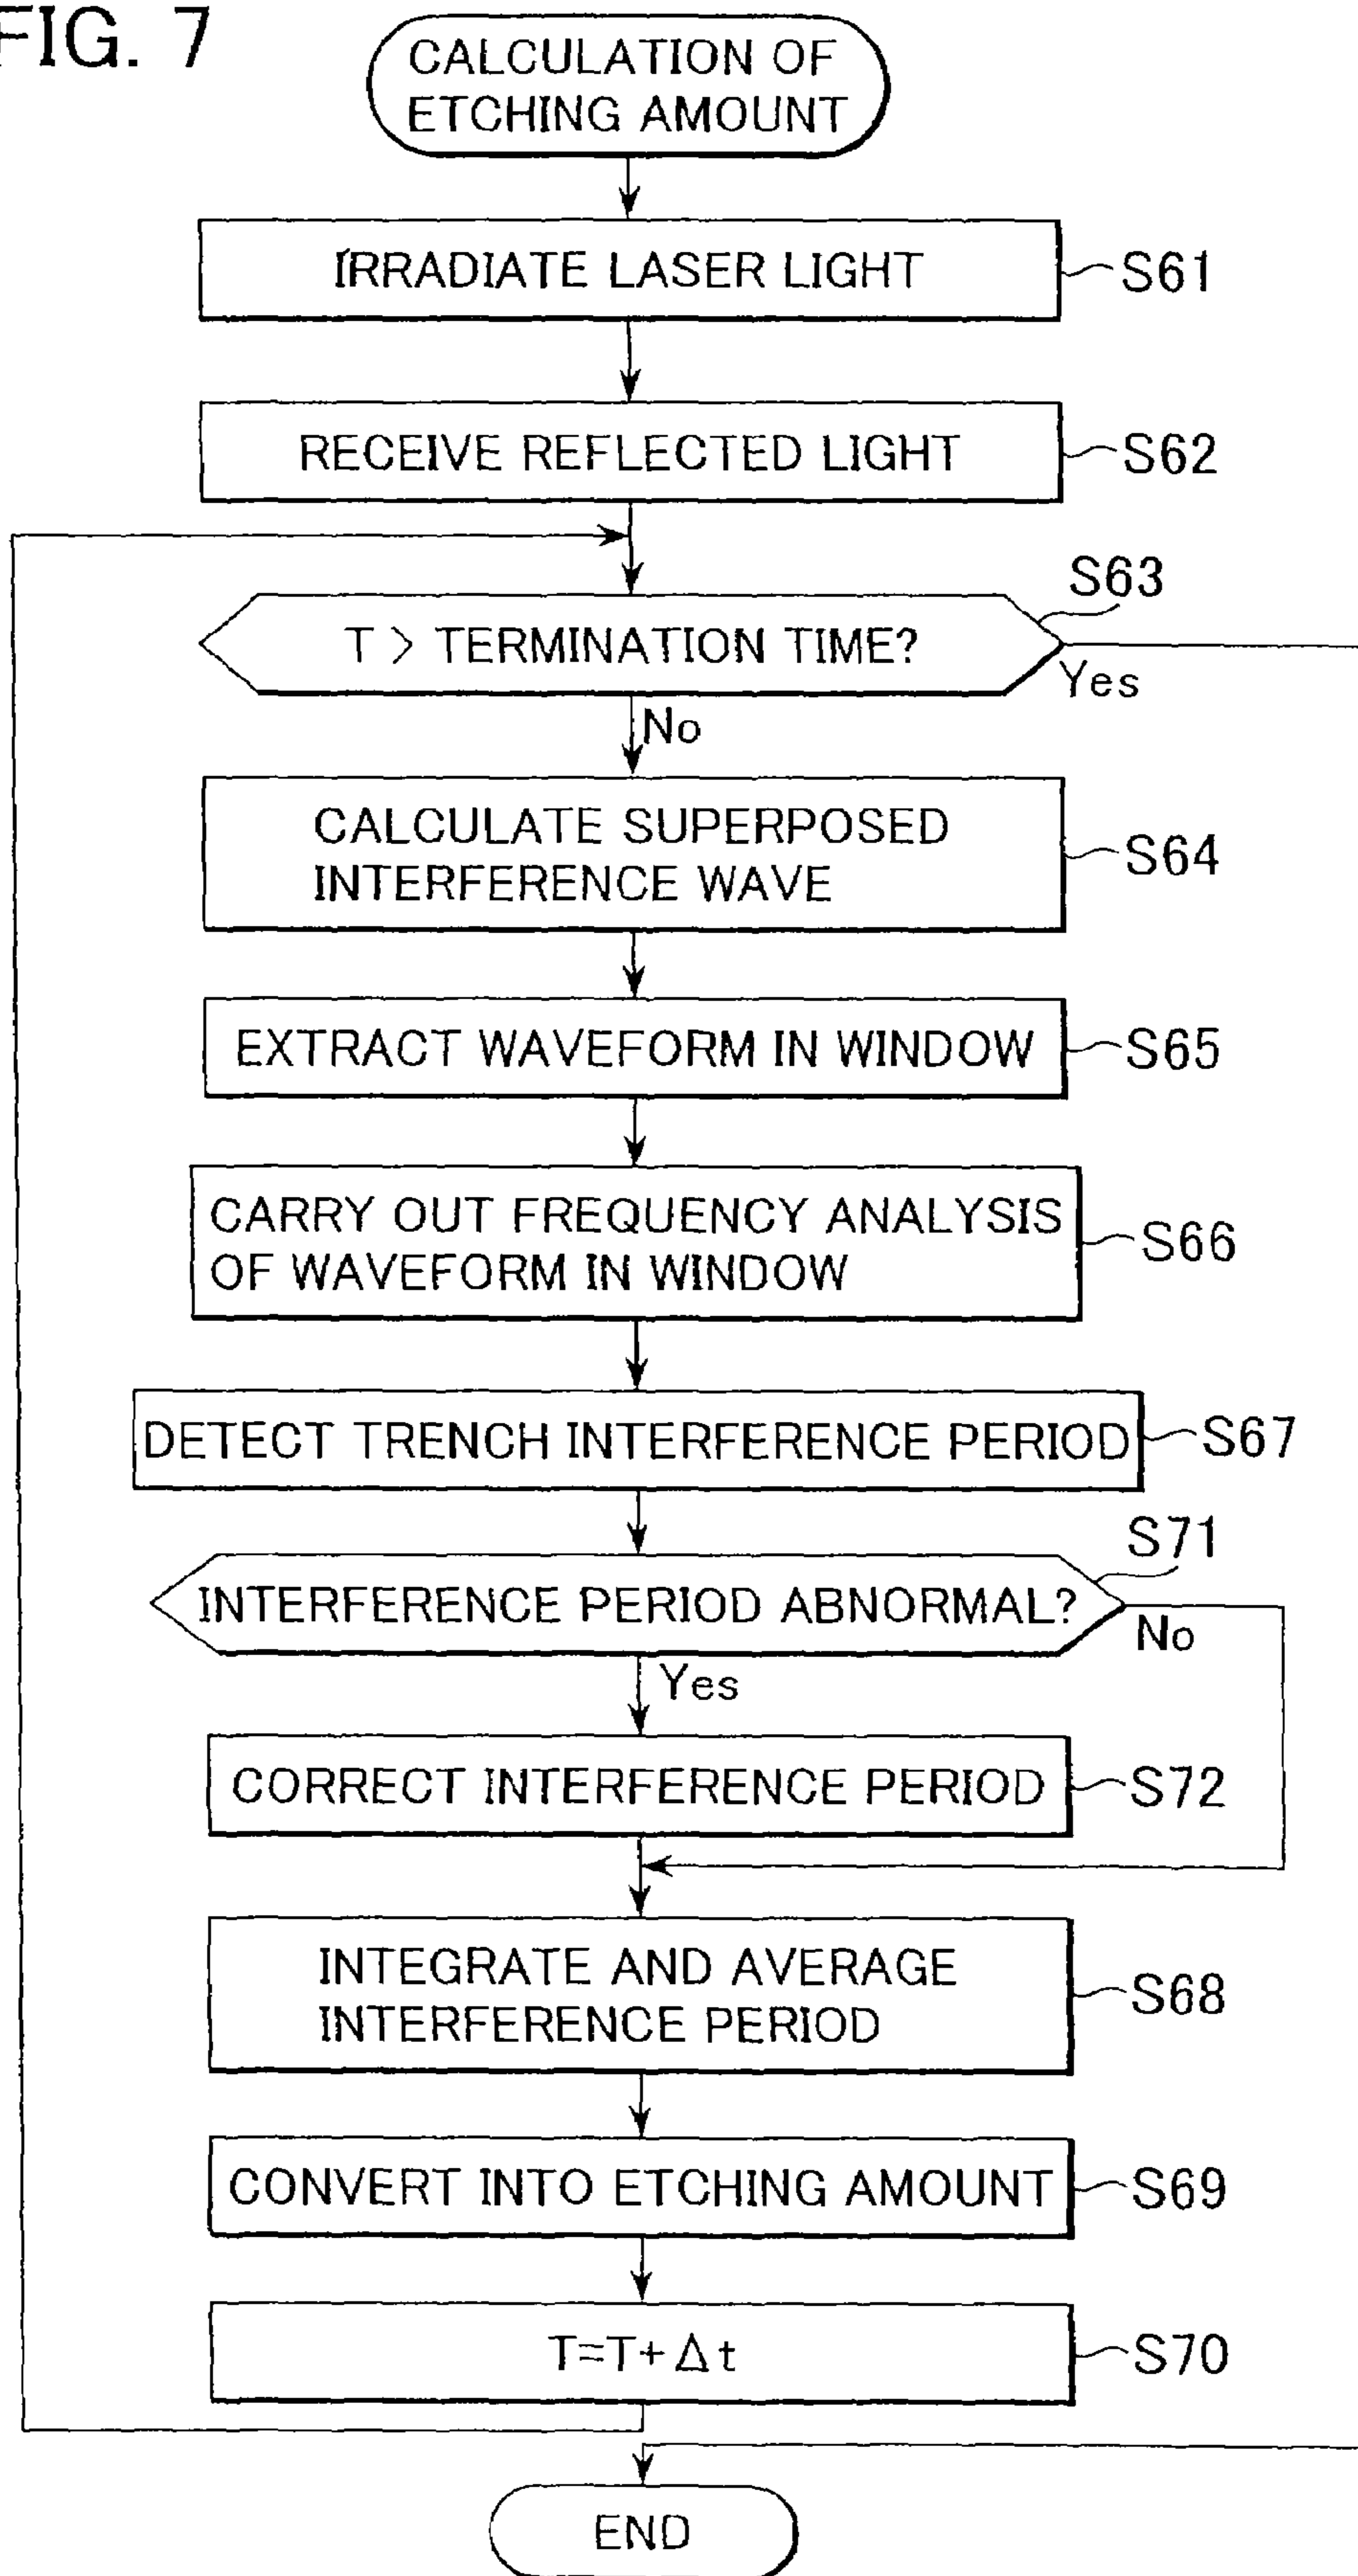 FIG. 7
CALCULATION OF
ETCHING AMOUNT
IRRADIATE LASER LIGHT
S61
RECEIVE REFLECTED LIGHT
S62
S63
T > TERMINATION TIME?
Yes
No
CALCULATE SUPERPOSED
INTERFERENCE WAVE
S64
EXTRACT WAVEFORM IN WINDOW
S65
CARRY OUT FREQUENCY ANALYSIS
OF WAVEFORM IN WINDOW
S66
DETECT TRENCH INTERFERENCE PERIOD
S67
S71
INTERFERENCE PERIOD ABNORMAL?
No
Yes
CORRECT INTERFERENCE PERIOD
S72
INTEGRATE AND AVERAGE
INTERFERENCE PERIOD
S68
CONVERT INTO ETCHING AMOUNT
S69
T=T+Δt
S70
END